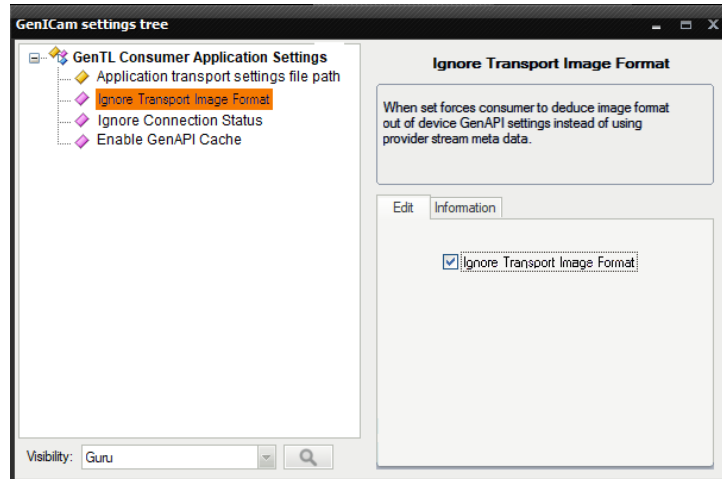 GenICam settings tree
GenTL Consumer Application Settings
Application transport settings file path
Ignore Transport Image Format
Ignore Connection Status
Enable GenAPI Cache
Visibility: Guru
Ignore Transport Image Format
When set forces consumer to deduce image format
out of device GenAPI settings instead of using
provider stream meta data.
Edit Information
Ignore Transport Image Format